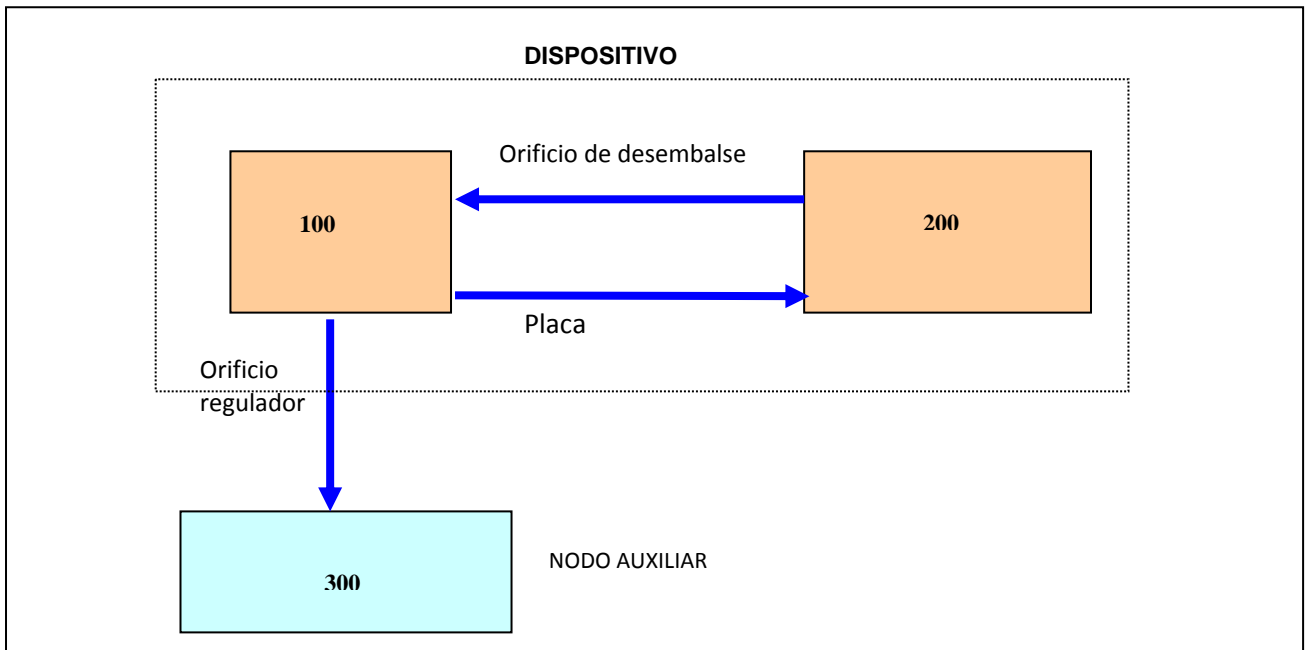 DISPOSITIVO
Orificio de desembalse
100
200
Placa
Orificio
regulador
300
NODO AUXILIAR